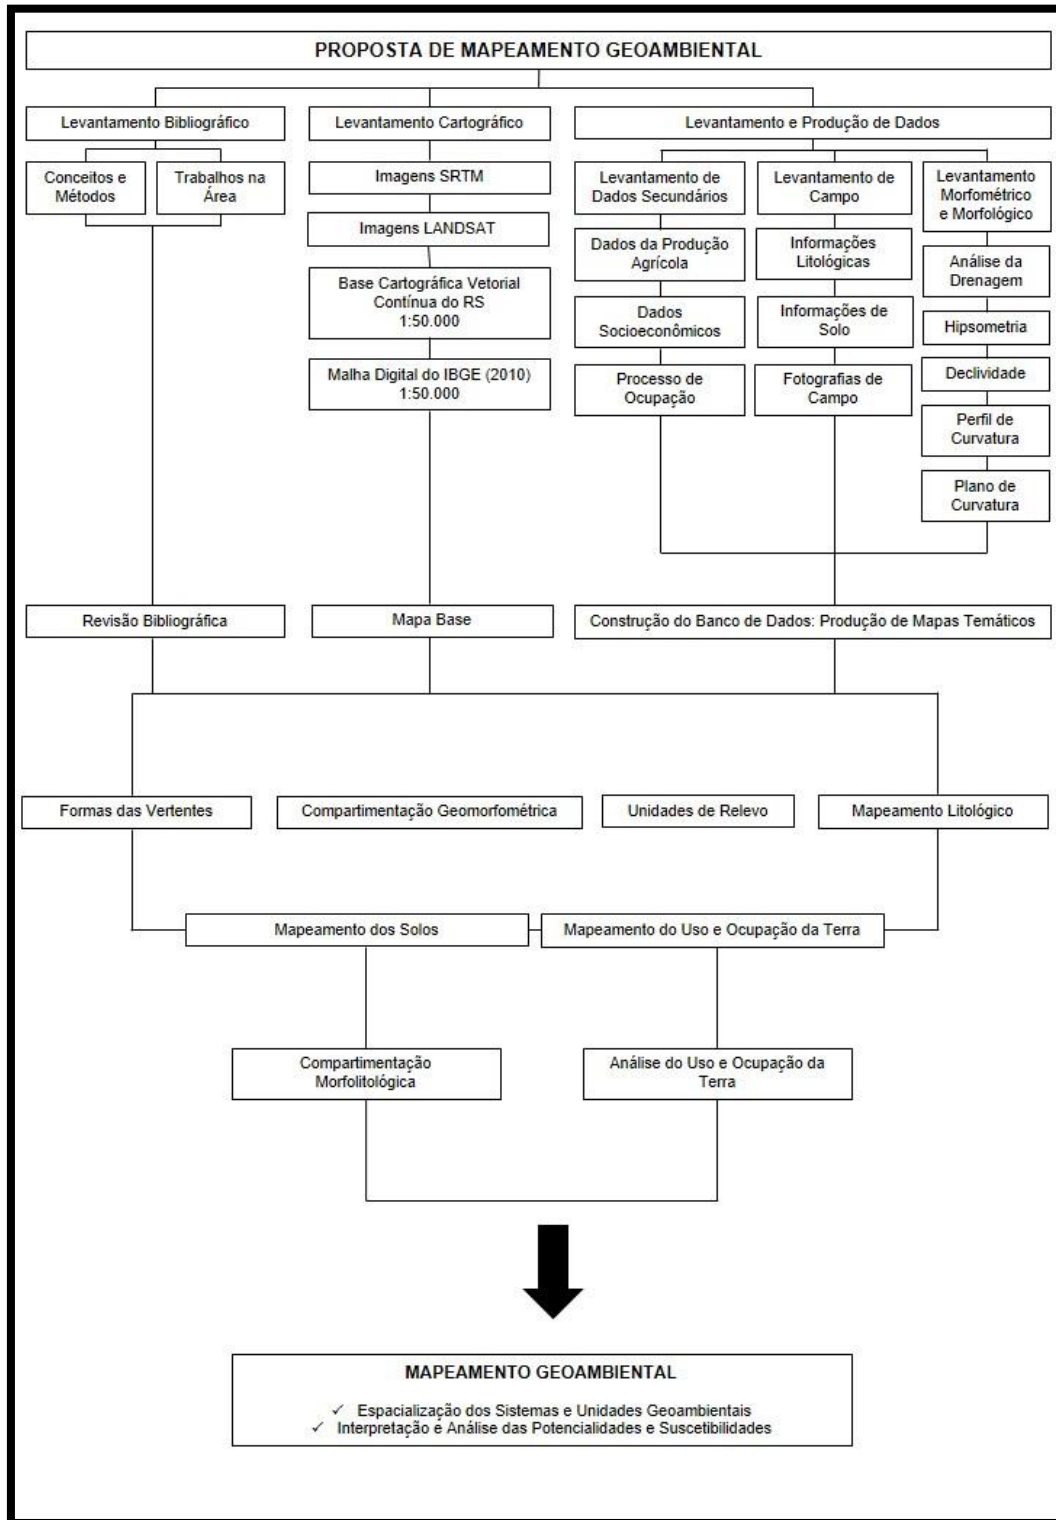 PROPOSTA DE MAPEAMENTO GEOAMBIENTAL
Levantamento Bibliográfico
Levantamento Cartográfico
Levantamento e Produção de Dados
Conceitos e
Métodos
Trabalhos na
Área
Imagens SRTM
Imagens LANDSAT
Base Cartográfica Vetorial
Contínua do RS
1:50.000
Malha Digital do IBGE (2010)
1:50.000
Levantamento de
Dados Secundários
Dados da Produção
Agrícola
Dados
Socioeconômicos
Processo de
Ocupação
Levantamento de
Campo
Informações
Litológicas
Informações de
Solo
Fotografias de
Campo
Levantamento
Morfométrico
e Morfológico
Análise da
Drenagem
Hipsometria
Declividade
Perfil de
Curvatura
Plano de
Curvatura
Revisão Bibliográfica
Mapa Base
Construção do Banco de Dados: Produção de Mapas Temáticos
Formas das Vertentes
Compartimentação Geomorfométrica
Unidades de Relevo
Mapeamento Litológico
Mapeamento dos Solos
Mapeamento do Uso e Ocupação da Terra
Compartimentação
Morfolitológica
Análise do Uso e Ocupação da
Terra
MAPEAMENTO GEOAMBIENTAL
✓ Espacialização dos Sistemas e Unidades Geoambientais
✓ Interpretação e Análise das Potencialidades e Suscetibilidades